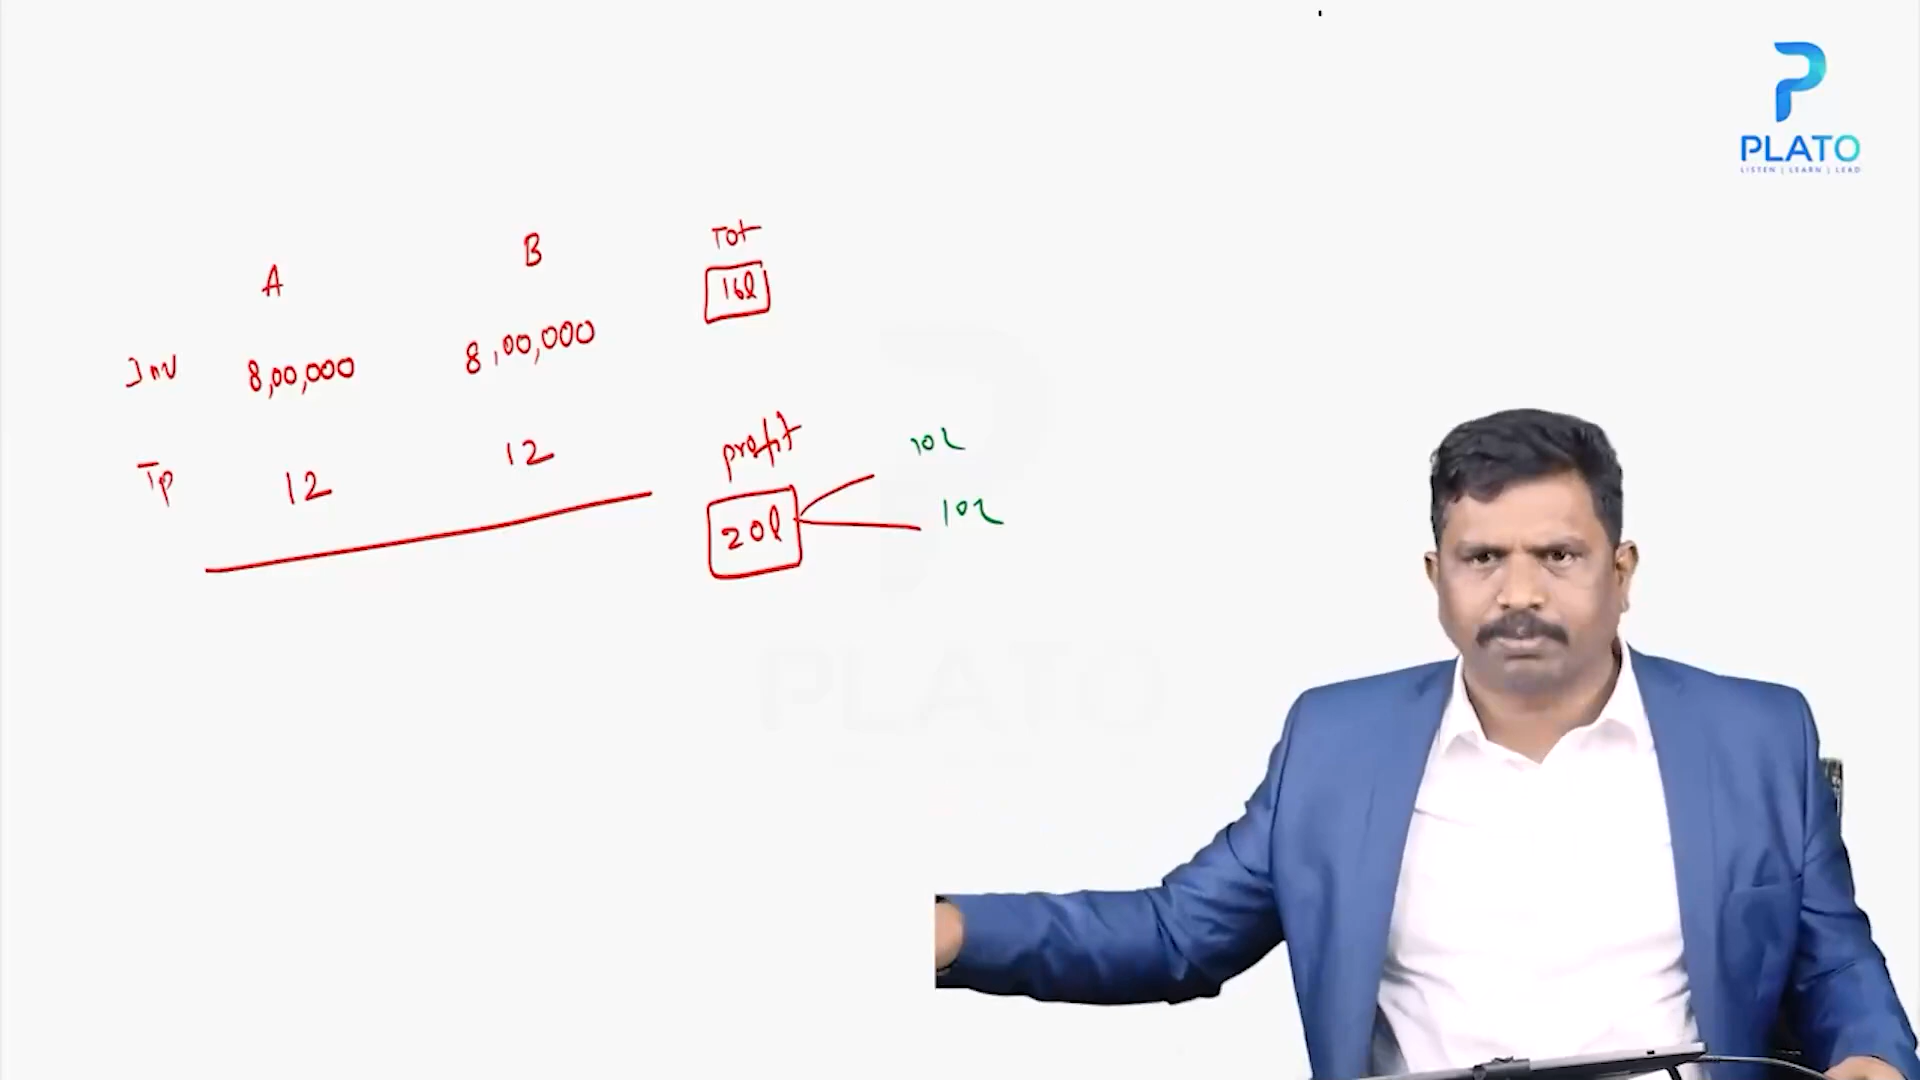 A B Tot
16l
Inv 8,00,000 8,00,000
Tp 12 12
profit
20l
10L
10L
PLATO
LISTEN | LEARN | LEAD
PLATO